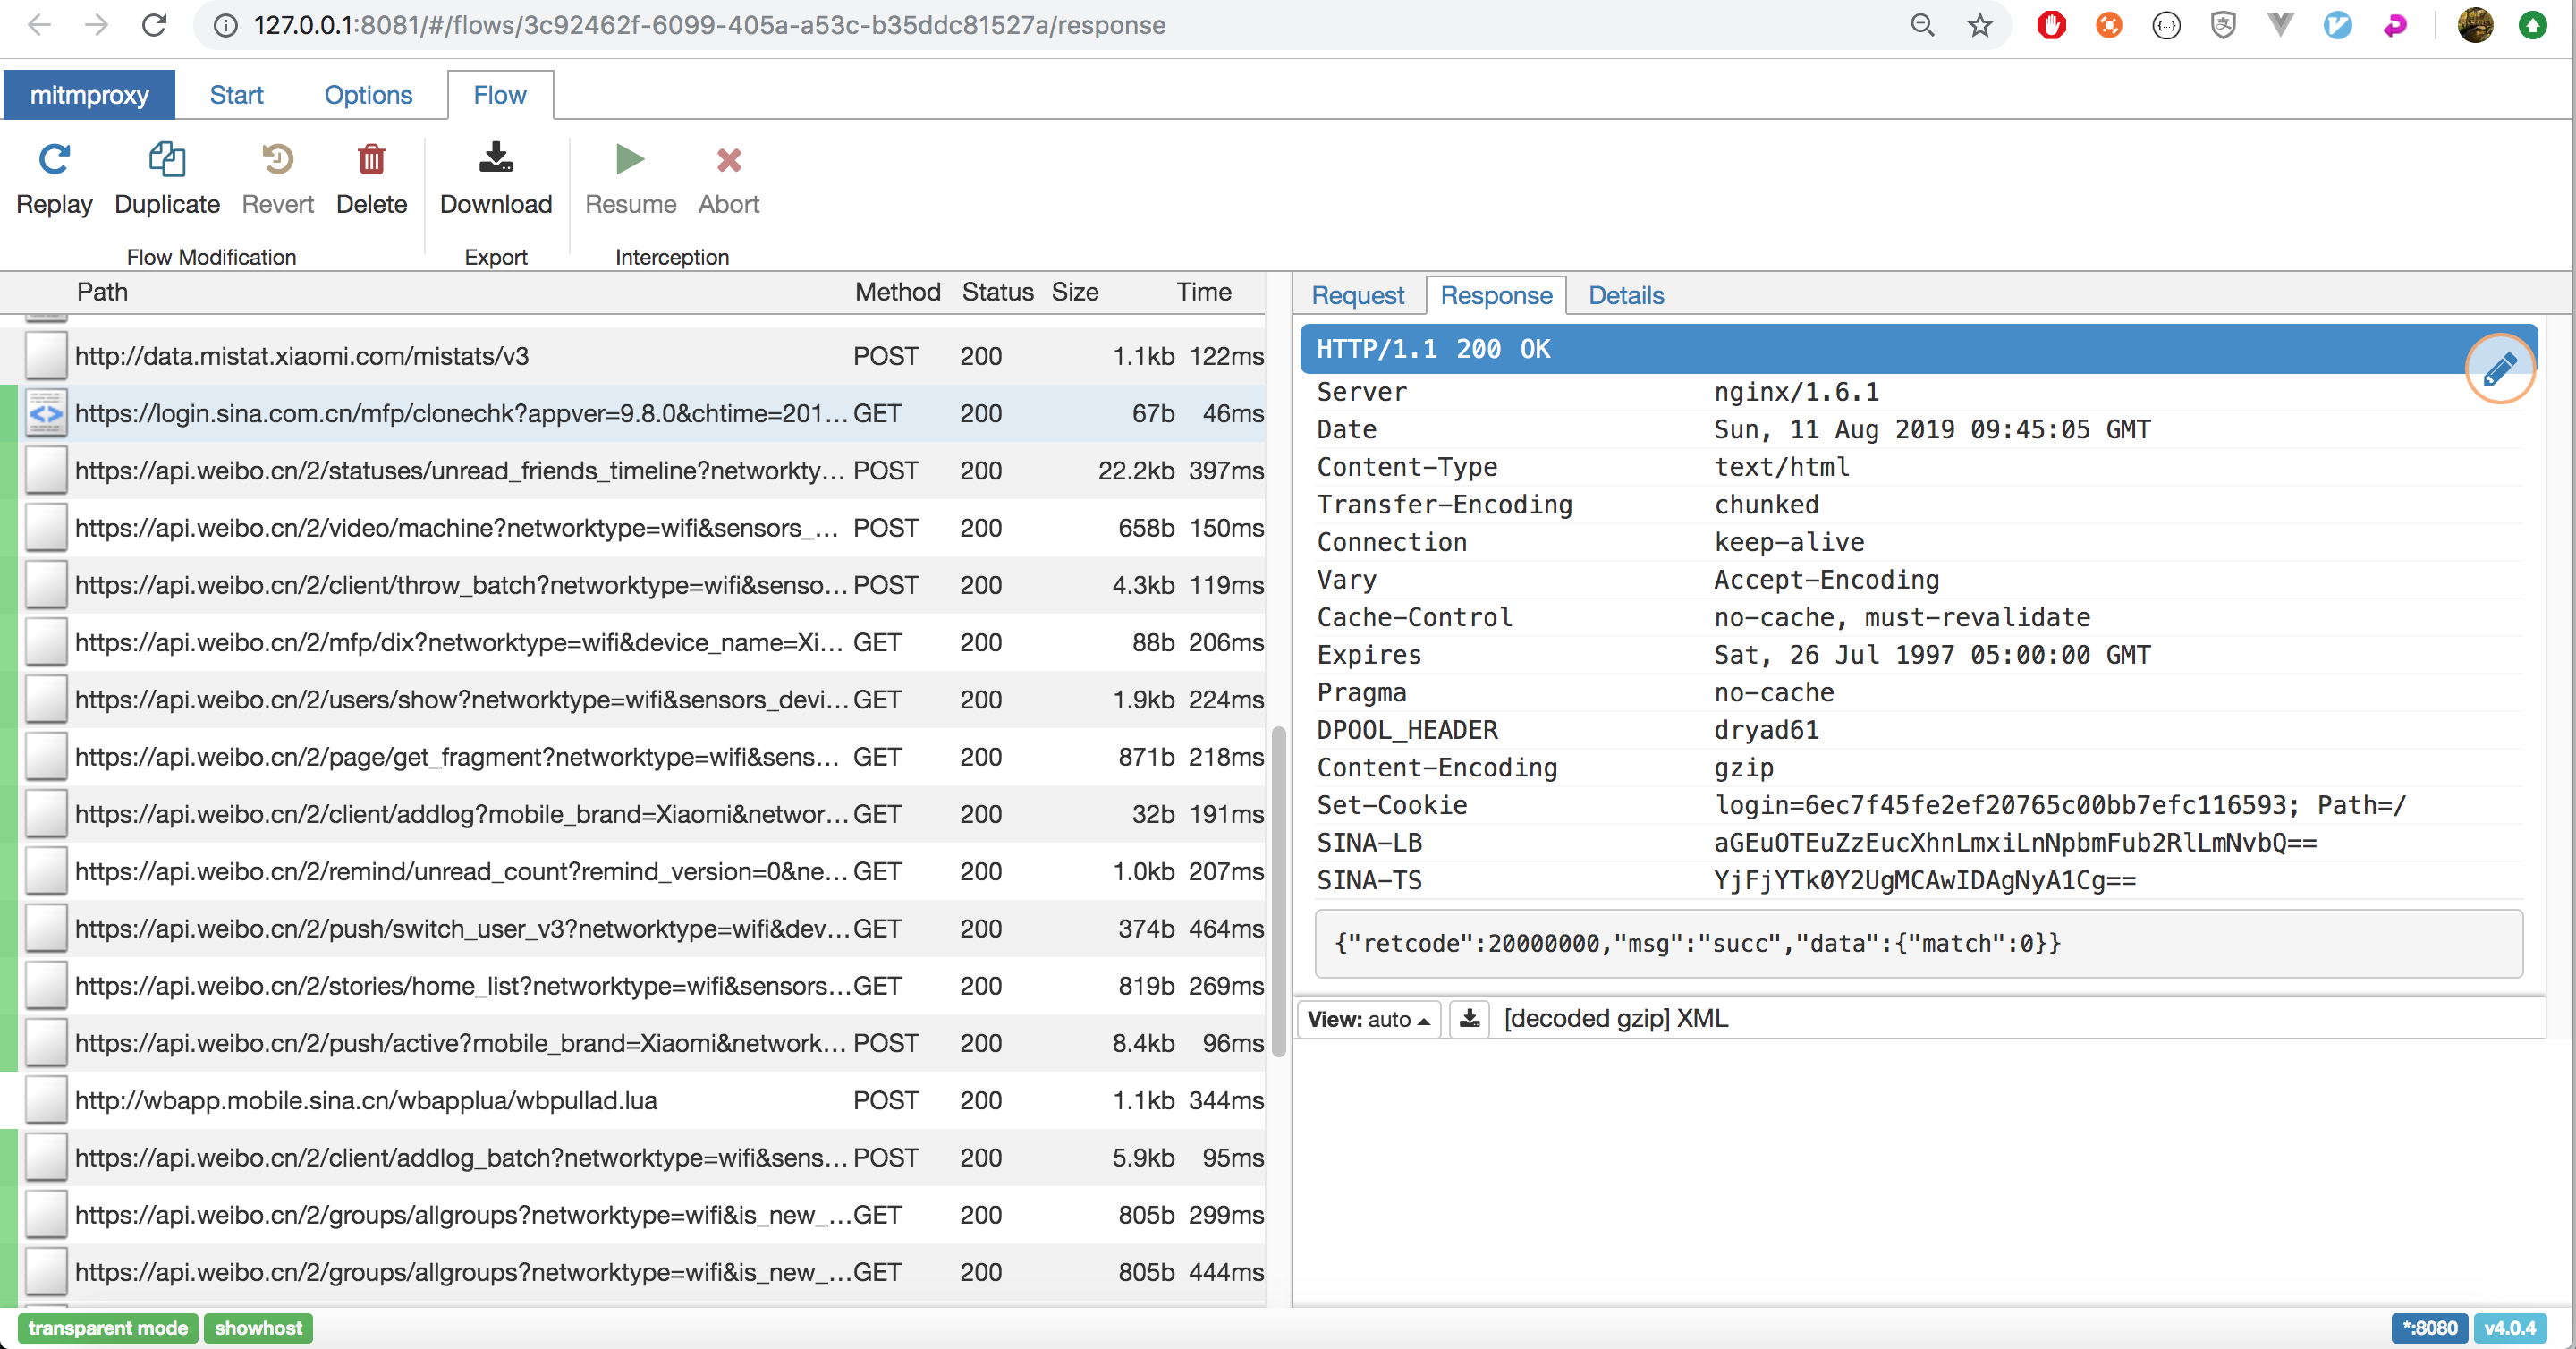 127.0.0.1:8081/#/flows/3c92462f-6099-405a-a53c-b35ddc81527a/response
mitmproxy Start Options Flow
Replay Duplicate Revert Delete Download Resume Abort
Flow Modification Export Interception
Path Method Status Size Time
http://data.mistat.xiaomi.com/mistats/v3 POST 200 1.1kb 122ms
https://login.sina.com.cn/mfp/clonechk?appver=9.8.0&chtime=201... GET 200 67b 46ms
https://api.weibo.cn/2/statuses/unread_friends_timeline?networkty... POST 200 22.2kb 397ms
https://api.weibo.cn/2/video/machine?networktype=wifi&sensors_... POST 200 658b 150ms
https://api.weibo.cn/2/client/throw_batch?networktype=wifi&senso... POST 200 4.3kb 119ms
https://api.weibo.cn/2/mfp/dix?networktype=wifi&device_name=Xi... GET 200 88b 206ms
https://api.weibo.cn/2/users/show?networktype=wifi&sensors_devi... GET 200 1.9kb 224ms
https://api.weibo.cn/2/page/get_fragment?networktype=wifi&sens... GET 200 871b 218ms
https://api.weibo.cn/2/client/addlog?mobile_brand=Xiaomi&networ... GET 200 32b 191ms
https://api.weibo.cn/2/remind/unread_count?remind_version=0&ne... GET 200 1.0kb 207ms
https://api.weibo.cn/2/push/switch_user_v3?networktype=wifi&dev... GET 200 374b 464ms
https://api.weibo.cn/2/stories/home_list?networktype=wifi&sensors... GET 200 819b 269ms
https://api.weibo.cn/2/push/active?mobile_brand=Xiaomi&network... POST 200 8.4kb 96ms
http://wbapp.mobile.sina.cn/wbapplua/wbpullad.lua POST 200 1.1kb 344ms
https://api.weibo.cn/2/client/addlog_batch?networktype=wifi&sens... POST 200 5.9kb 95ms
https://api.weibo.cn/2/groups/allgroups?networktype=wifi&is_new_... GET 200 805b 299ms
https://api.weibo.cn/2/groups/allgroups?networktype=wifi&is_new_... GET 200 805b 444ms
Request Response Details
HTTP/1.1 200 OK
Server nginx/1.6.1
Date Sun, 11 Aug 2019 09:45:05 GMT
Content-Type text/html
Transfer-Encoding chunked
Connection keep-alive
Vary Accept-Encoding
Cache-Control no-cache, must-revalidate
Expires Sat, 26 Jul 1997 05:00:00 GMT
Pragma no-cache
DPOOL_HEADER dryad61
Content-Encoding gzip
Set-Cookie login=6ec7f45fe2ef20765c00bb7efc116593; Path=/
SINA-LB aGEuOTEuZzEucXhnLmxiLnNpbmFub2RlLmNvbQ==
SINA-TS YjFjYTk0Y2UgMCAwIDAgNyA1Cg==
{"retcode":20000000,"msg":"succ","data":{"match":0}}
View: auto [decoded gzip] XML
transparent mode showhost *:8080 v4.0.4